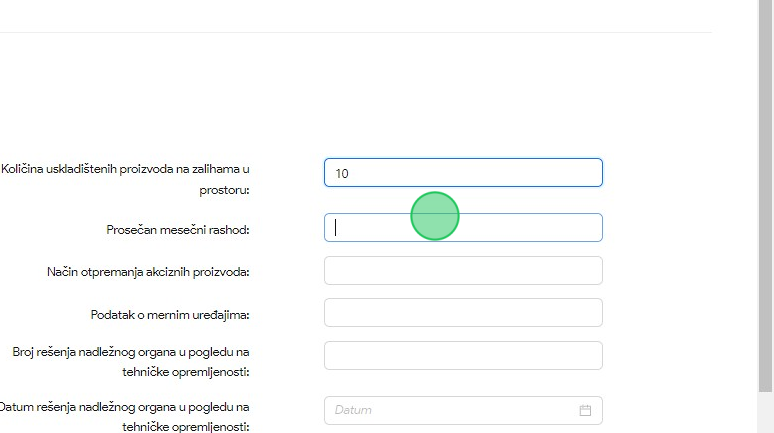 Količina uskladištenih proizvoda na zalihama u
prostoru:
10
Prosečan mesečni rashod:
Način otpremanja akciznih proizvoda:
Podatak o mernim uređajima:
Broj rešenja nadležnog organa u pogledu na
tehničke opremljenosti:
Datum rešenja nadležnog organa u pogledu na
tehničke opremljenosti:
Datum